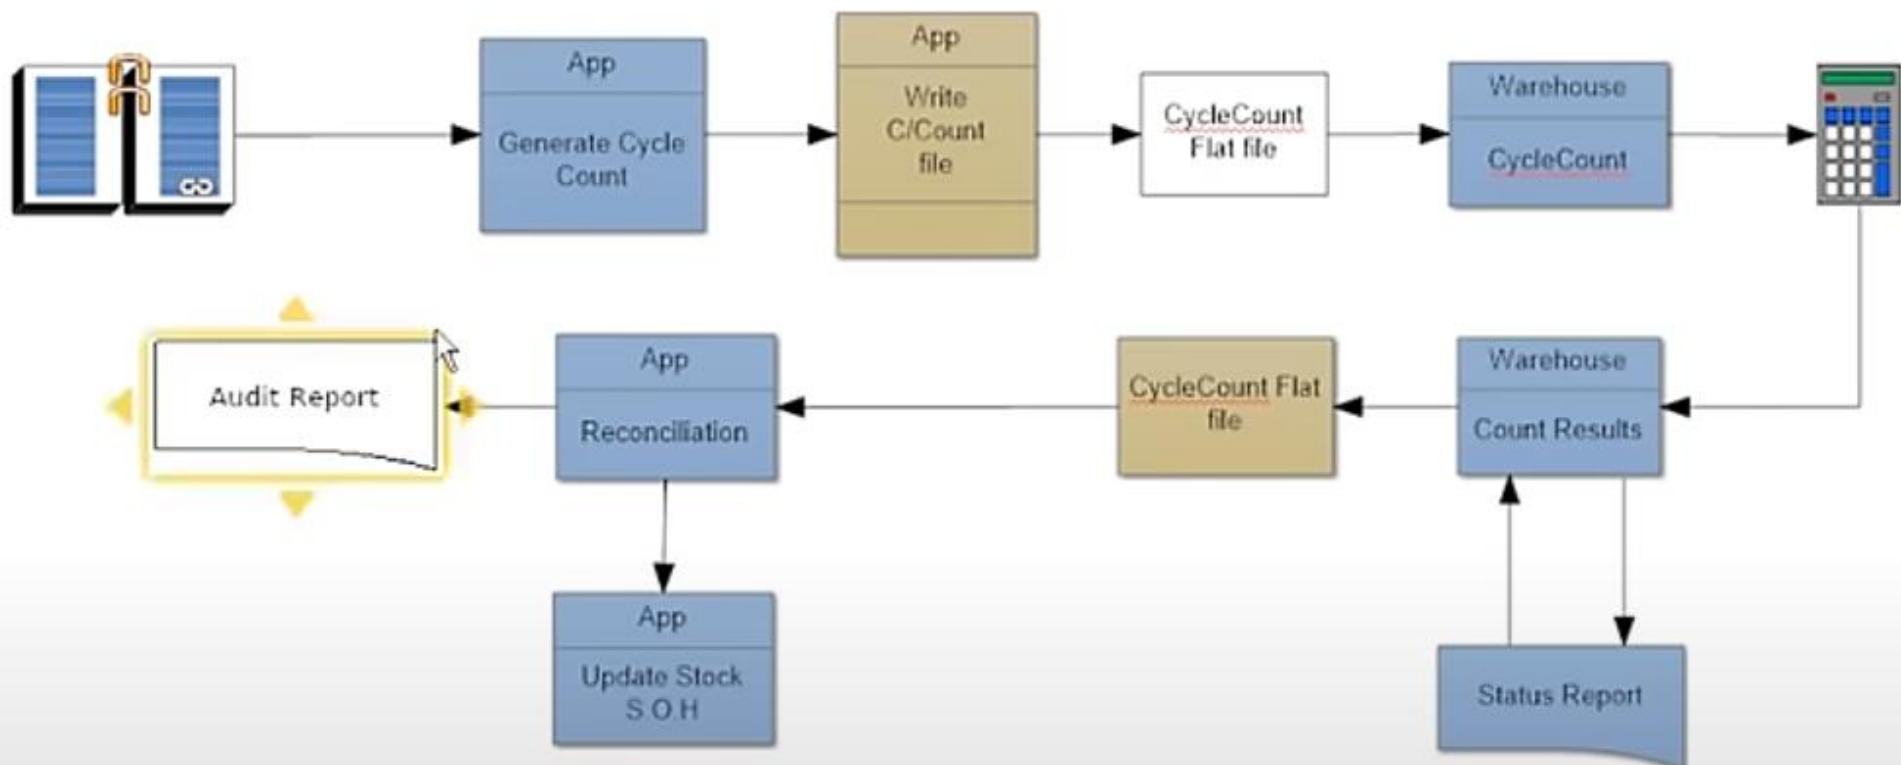 App
Generate Cycle
Count
App
Write
C/Count
file
CycleCount
Flat file
Warehouse
CycleCount
Audit Report
App
Reconciliation
CycleCount Flat
file
Warehouse
Count Results
App
Update Stock
S.O.H
Status Report